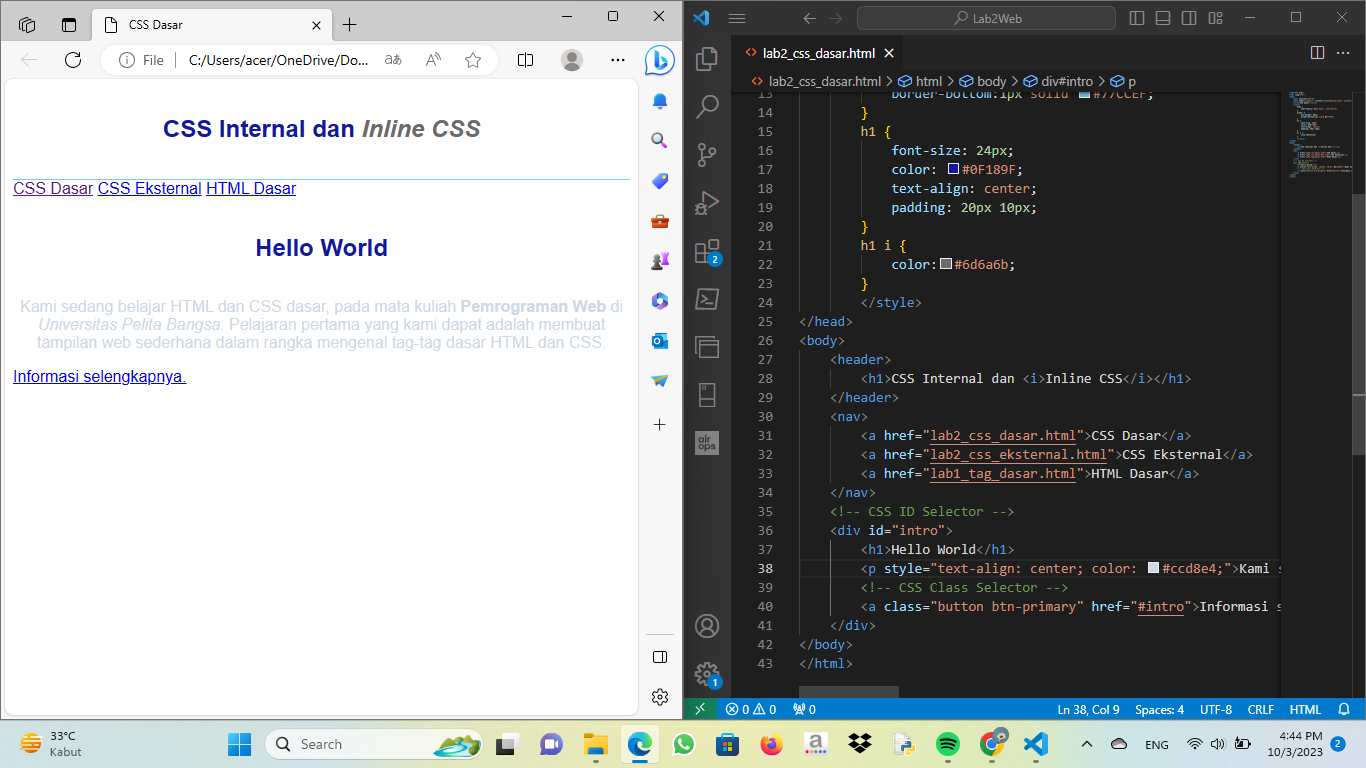 CSS Dasar
File
C:/Users/acer/OneDrive/Do...
CSS Internal dan Inline CSS
CSS Dasar CSS Eksternal HTML Dasar
Hello World
Kami sedang belajar HTML dan CSS dasar, pada mata kuliah Pemrograman Web di
Universitas Pelita Bangsa. Pelajaran pertama yang kami dapat adalah membuat
tampilan web sederhana dalam rangka mengenal tag-tag dasar HTML dan CSS.
Informasi selengkapnya.
Lab2Web
lab2_css_dasar.html
lab2_css_dasar.html > html > body > div#intro > p
13 border-bottom:1px solid #77CCEF;
14 }
15 h1 {
16 font-size: 24px;
17 color: #0F189F;
18 text-align: center;
19 padding: 20px 10px;
20 }
21 h1 i {
22 color:#6d6a6b;
23 }
24 </style>
25 </head>
26 <body>
27 <header>
28 <h1>CSS Internal dan <i>Inline CSS</i></h1>
29 </header>
30 <nav>
31 <a href="lab2_css_dasar.html">CSS Dasar</a>
32 <a href="lab2_css_eksternal.html">CSS Eksternal</a>
33 <a href="lab1_tag_dasar.html">HTML Dasar</a>
34 </nav>
35 <!-- CSS ID Selector -->
36 <div id="intro">
37 <h1>Hello World</h1>
38 <p style="text-align: center; color: #ccd8e4;">Kami s
39 <!-- CSS Class Selector -->
40 <a class="button btn-primary" href="#intro">Informasi s
41 </div>
42 </body>
43 </html>
2
air
ops
1
0 0 0
Ln 38, Col 9 Spaces: 4 UTF-8 CRLF HTML
33°C
Kabut
Search
ENG
4:44 PM
10/3/2023
2